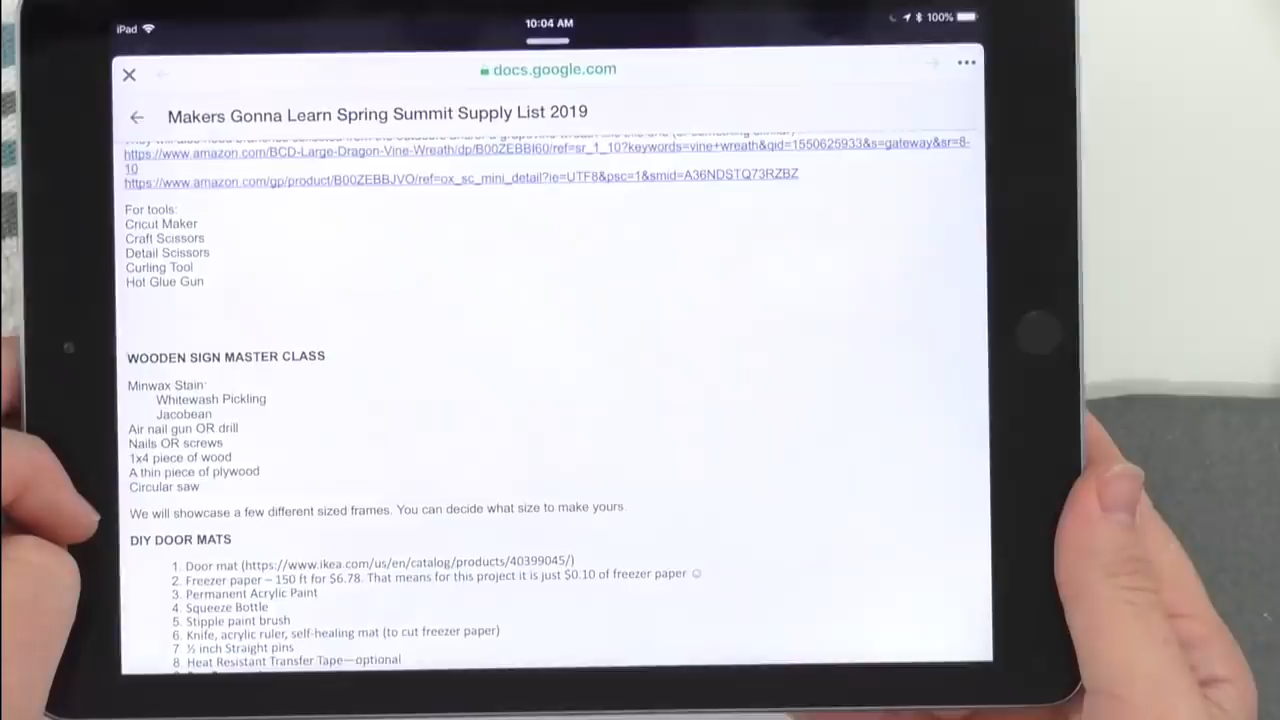 iPad
10:04 AM
100%
docs.google.com
Makers Gonna Learn Spring Summit Supply List 2019
https://www.amazon.com/BCD-Large-Dragon-Vine-Wreath/dp/B00ZEBBI60/ref=sr_1_10?keywords=vine+wreath&qid=1550625933&s=gateway&sr=8-
10
https://www.amazon.com/gp/product/B00ZEBBJVO/ref=ox_sc_mini_detail?ie=UTF8&psc=1&smid=A36NDSTQ73RZBZ
For tools:
Cricut Maker
Craft Scissors
Detail Scissors
Curling Tool
Hot Glue Gun
WOODEN SIGN MASTER CLASS
Minwax Stain:
Whitewash Pickling
Jacobean
Air nail gun OR drill
Nails OR screws
1x4 piece of wood
A thin piece of plywood
Circular saw
We will showcase a few different sized frames. You can decide what size to make yours.
DIY DOOR MATS
1. Door mat (https://www.ikea.com/us/en/catalog/products/40399045/)
2. Freezer paper – 150 ft for $6.78. That means for this project it is just $0.10 of freezer paper ☺
3. Permanent Acrylic Paint
4. Squeeze Bottle
5. Stipple paint brush
6. Knife, acrylic ruler, self-healing mat (to cut freezer paper)
7. ½ inch Straight pins
8. Heat Resistant Transfer Tape—optional